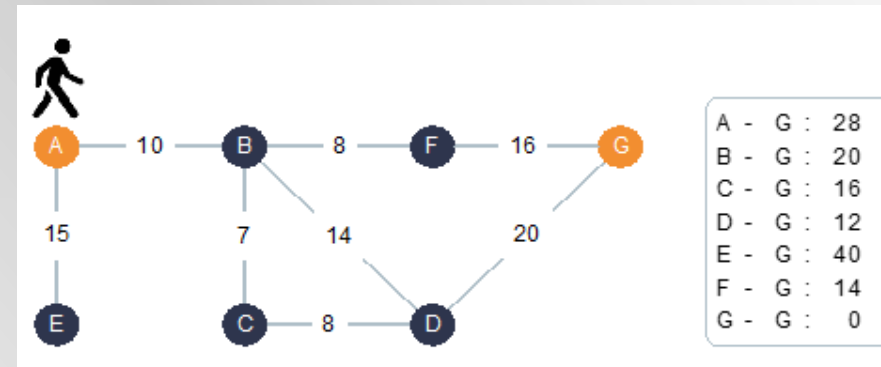 A 10 B 8 F 16 G
15 7 14 20
E C 8 D
A - G : 28
B - G : 20
C - G : 16
D - G : 12
E - G : 40
F - G : 14
G - G : 0